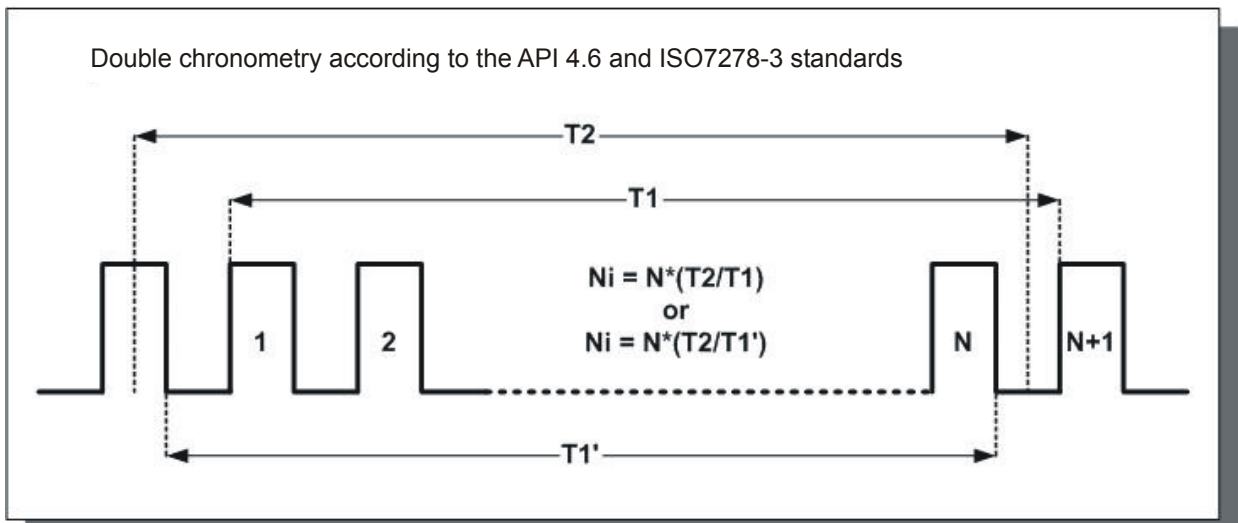 Double chronometry according to the API 4.6 and ISO7278-3 standards
T2
T1
Ni = N*(T2/T1)
or
Ni = N*(T2/T1')
1
2
N
N+1
T1'